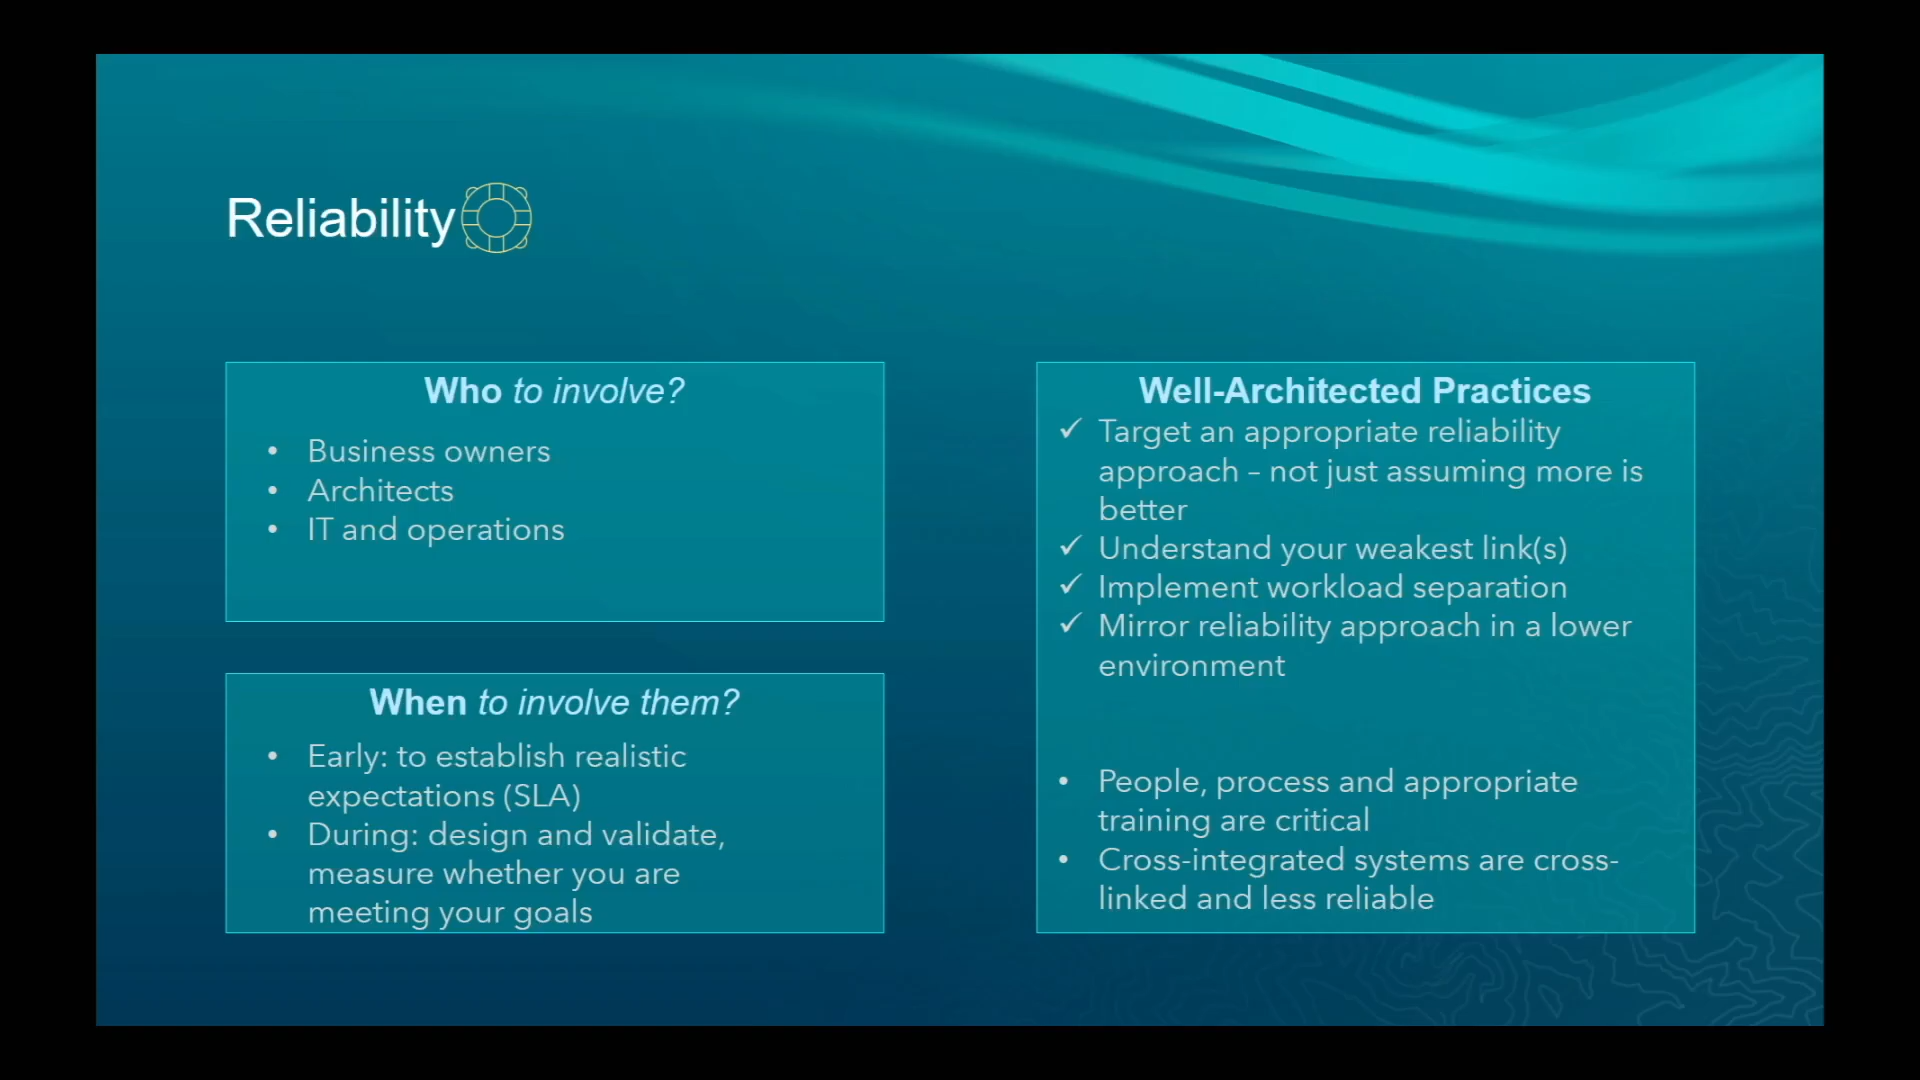 Reliability
Who to involve?
• Business owners
• Architects
• IT and operations
When to involve them?
• Early: to establish realistic
expectations (SLA)
• During: design and validate,
measure whether you are
meeting your goals
Well-Architected Practices
✓ Target an appropriate reliability
approach – not just assuming more is
better
✓ Understand your weakest link(s)
✓ Implement workload separation
✓ Mirror reliability approach in a lower
environment
• People, process and appropriate
training are critical
• Cross-integrated systems are cross-
linked and less reliable